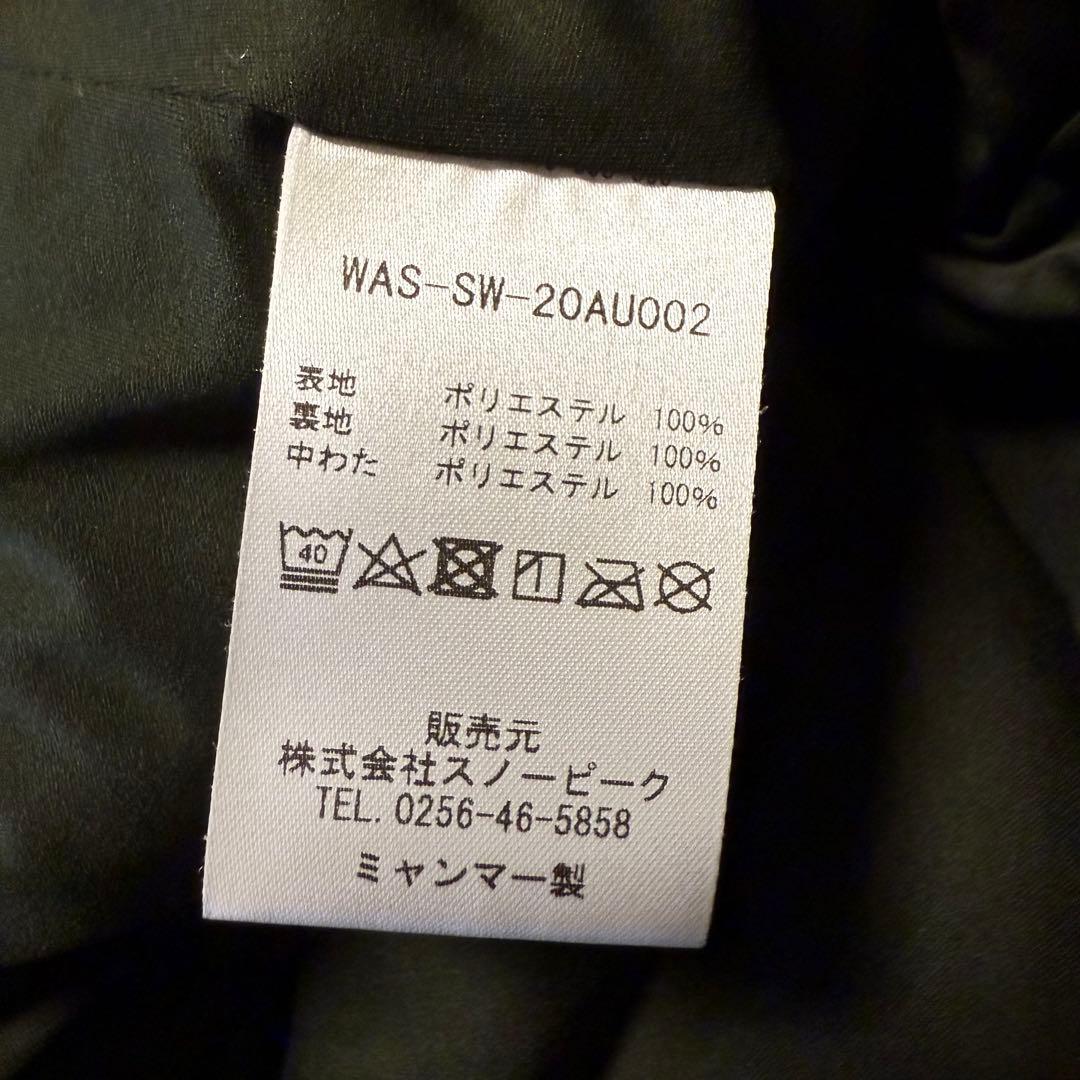 WAS-SW-20AU002
表地 ポリエステル 100%
裏地 ポリエステル 100%
中わた ポリエステル 100%
40
販売元
株式会社スノーピーク
TEL. 0256-46-5858
ミャンマー製